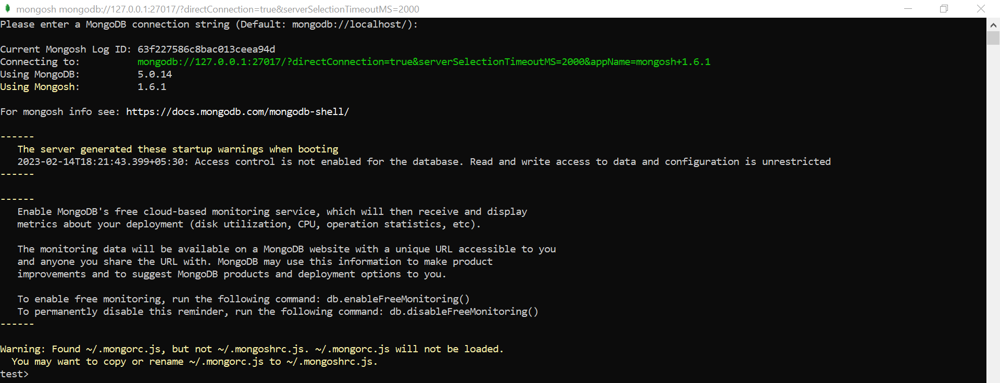 mongosh mongodb://127.0.0.1:27017/?directConnection=true&serverSelectionTimeoutMS=2000
Please enter a MongoDB connection string (Default: mongodb://localhost/):
Current Mongosh Log ID: 63f227586c8bac013ceea94d
Connecting to: mongodb://127.0.0.1:27017/?directConnection=true&serverSelectionTimeoutMS=2000&appName=mongosh+1.6.1
Using MongoDB: 5.0.14
Using Mongosh: 1.6.1
For mongosh info see: https://docs.mongodb.com/mongodb-shell/
------
The server generated these startup warnings when booting
2023-02-14T18:21:43.399+05:30: Access control is not enabled for the database. Read and write access to data and configuration is unrestricted
------
------
Enable MongoDB's free cloud-based monitoring service, which will then receive and display
metrics about your deployment (disk utilization, CPU, operation statistics, etc).
The monitoring data will be available on a MongoDB website with a unique URL accessible to you
and anyone you share the URL with. MongoDB may use this information to make product
improvements and to suggest MongoDB products and deployment options to you.
To enable free monitoring, run the following command: db.enableFreeMonitoring()
To permanently disable this reminder, run the following command: db.disableFreeMonitoring()
------
Warning: Found ~/.mongorc.js, but not ~/.mongoshrc.js. ~/.mongorc.js will not be loaded.
You may want to copy or rename ~/.mongorc.js to ~/.mongoshrc.js.
test>